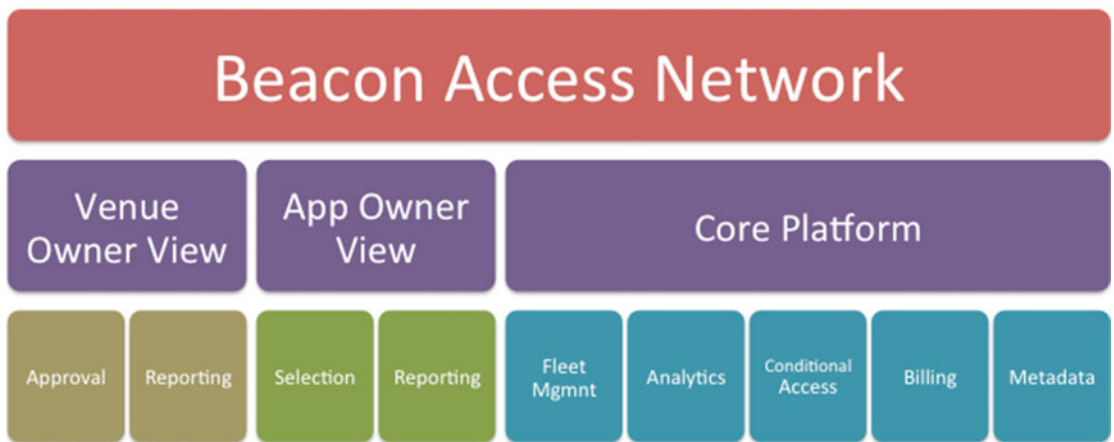 Beacon Access Network
Venue
Owner View
App Owner
View
Core Platform
Approval
Reporting
Selection
Reporting
Fleet
Mgmnt
Analytics
Conditional
Access
Billing
Metadata